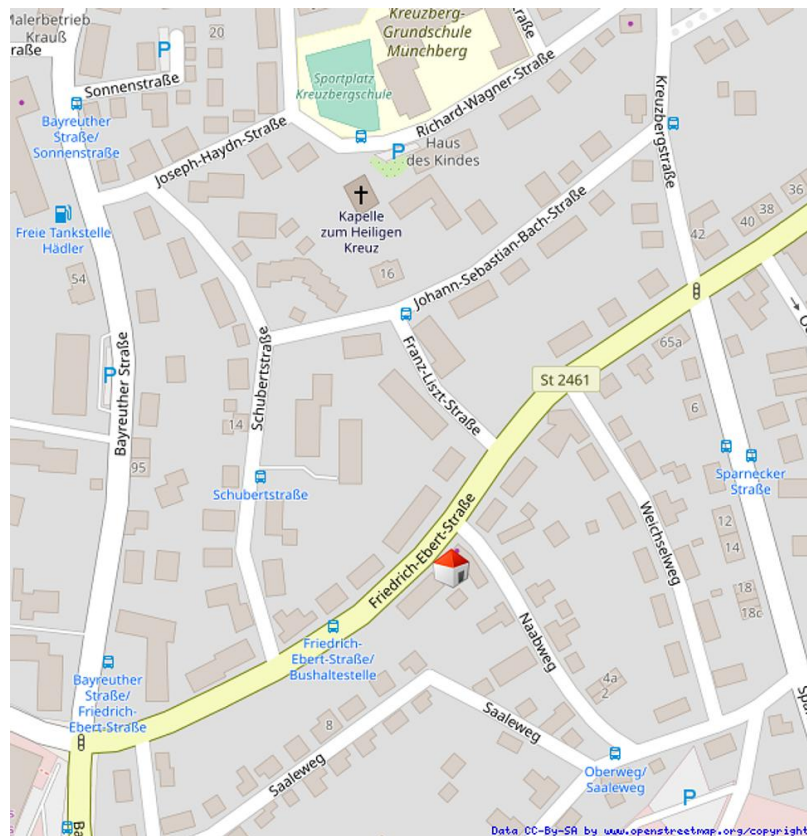 Malerbetrieb
Krauß
raße
20
P
Kreuzberg-
Grundschule
Münchberg
Sportplatz
Kreuzbergschule
Richard-Wagner-Straße
Straße
Sonnenstraße
Bayreuther
Straße/
Sonnenstraße
Joseph-Haydn-Straße
P
Haus
des Kindes
Kreuzbergstraße
Kapelle
zum Heiligen
Kreuz
Freie Tankstelle
Hädler
54
16
Johann-Sebastian-Bach-Straße
36
38
40
42
Bayreuther Straße
P
Schubertstraße
Franz-Liszt-Straße
St 2461
65a
6
14
95
Schubertstraße
Sparnecker
Straße
Friedrich-Ebert-Straße
Weichselweg
12
14
18
18c
Naabweg
Friedrich-
Ebert-Straße/
Bushaltestelle
Bayreuther
Straße/
Friedrich-
Ebert-Straße
4a
2
8
Saaleweg
Saaleweg
Oberweg/
Saaleweg
P
Data CC-By-SA by www.openstreetmap.org/copyright